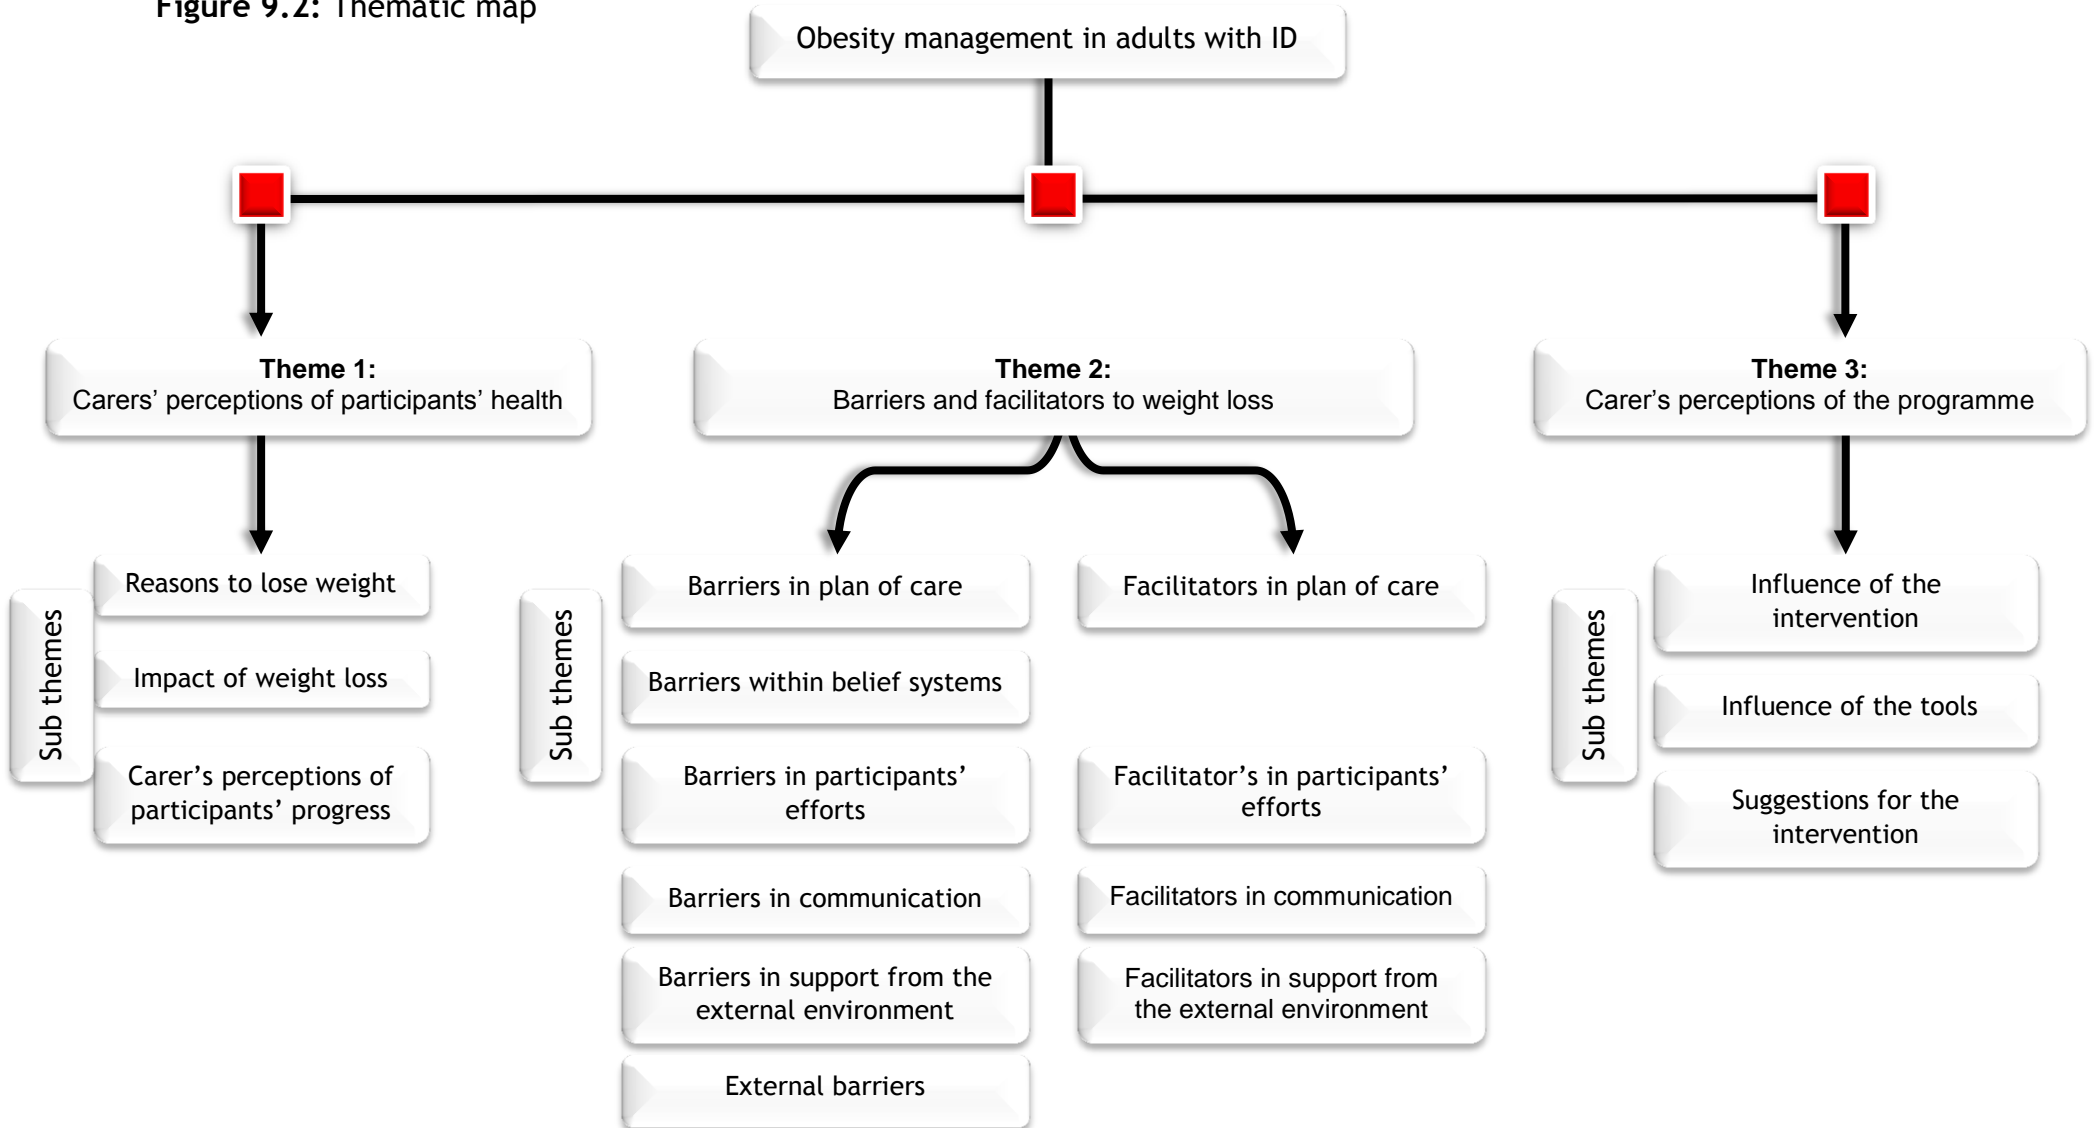 Figure 9.2: Thematic map
Obesity management in adults with ID
Theme 1:
Carers’ perceptions of participants’ health
Theme 2:
Barriers and facilitators to weight loss
Theme 3:
Carer’s perceptions of the programme
Sub themes
Reasons to lose weight
Impact of weight loss
Carer’s perceptions of
participants’ progress
Sub themes
Barriers in plan of care
Barriers within belief systems
Barriers in participants’
efforts
Barriers in communication
Barriers in support from the
external environment
External barriers
Facilitators in plan of care
Facilitator’s in participants’
efforts
Facilitators in communication
Facilitators in support from
the external environment
Sub themes
Influence of the
intervention
Influence of the tools
Suggestions for the
intervention